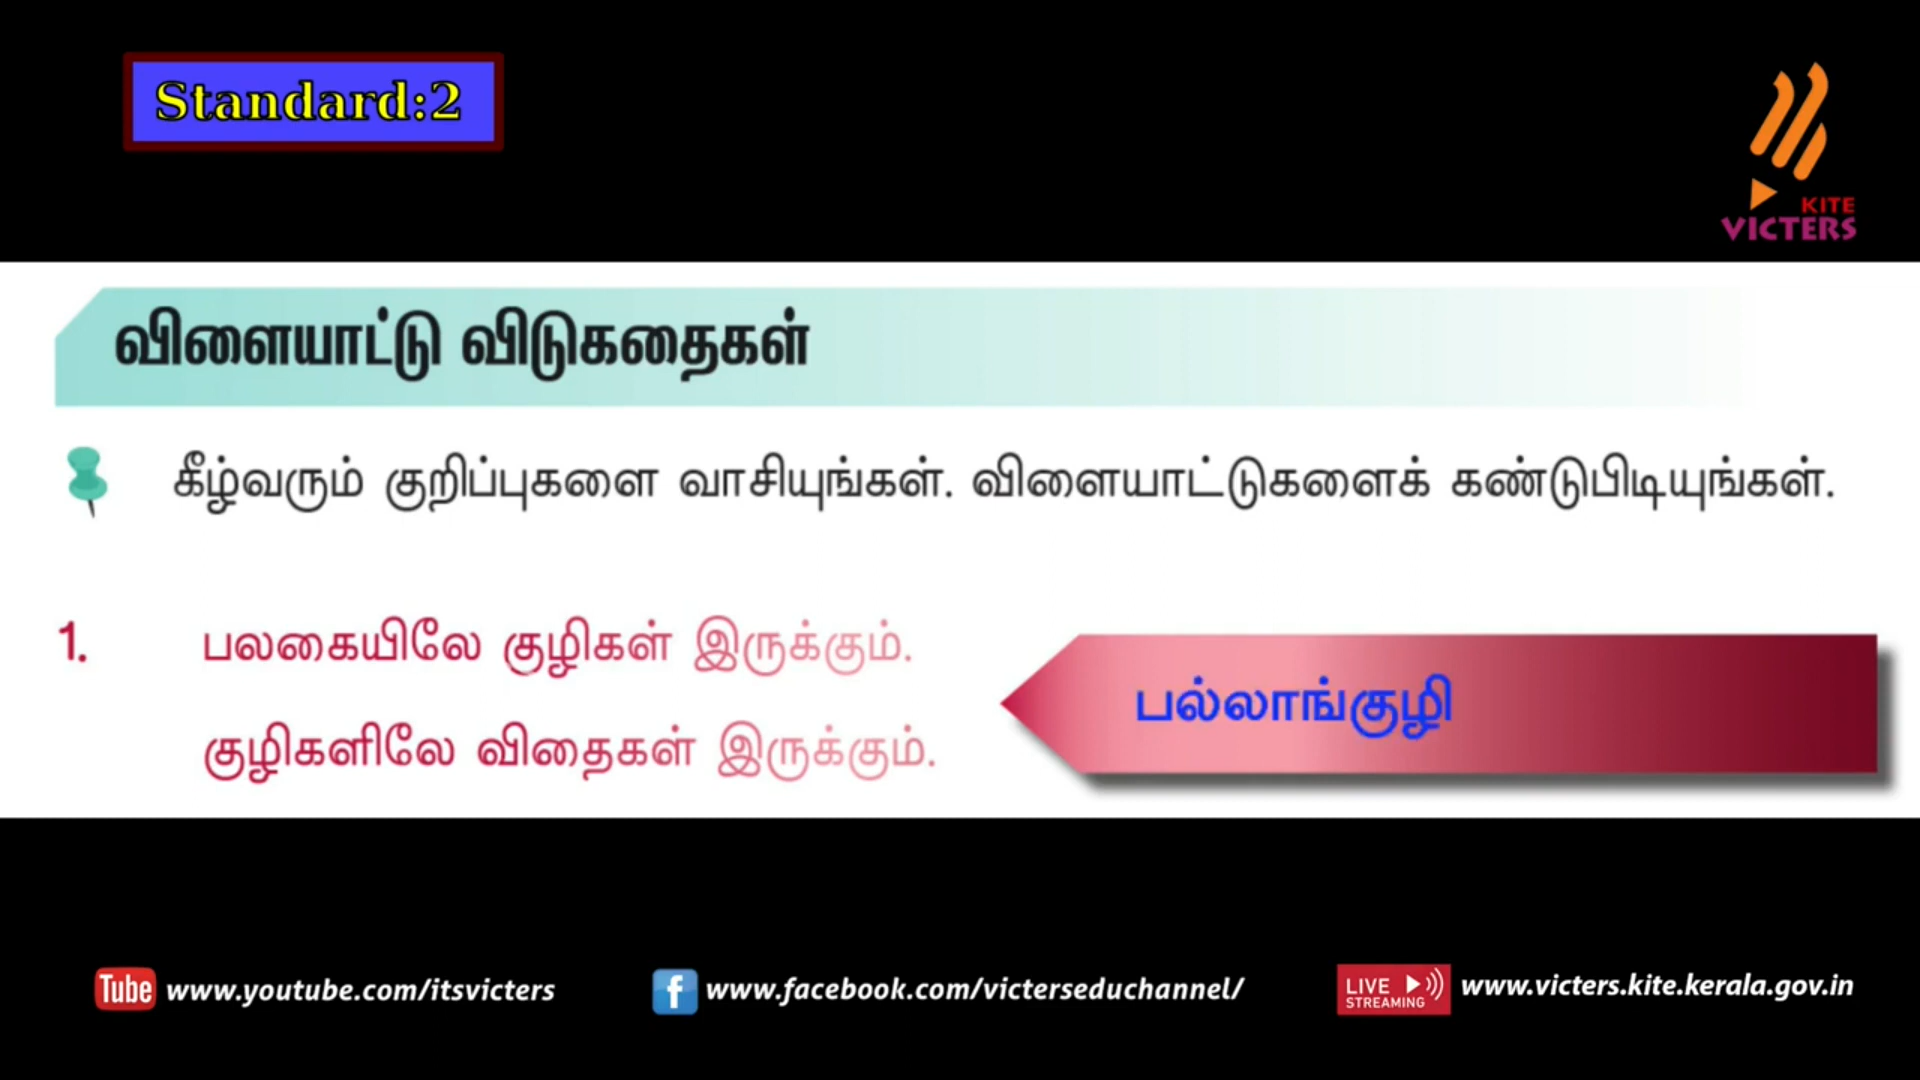 Standard:2
KITE
VICTERS
விளையாட்டு விடுகதைகள்
கீழ்வரும் குறிப்புகளை வாசியுங்கள். விளையாட்டுகளைக் கண்டுபிடியுங்கள்.
1. பலகையிலே குழிகள் இருக்கும்.
குழிகளிலே விதைகள் இருக்கும்.
பல்லாங்குழி
Tube www.youtube.com/itsvicters
f www.facebook.com/victerseduchannel/
LIVE STREAMING www.victers.kite.kerala.gov.in